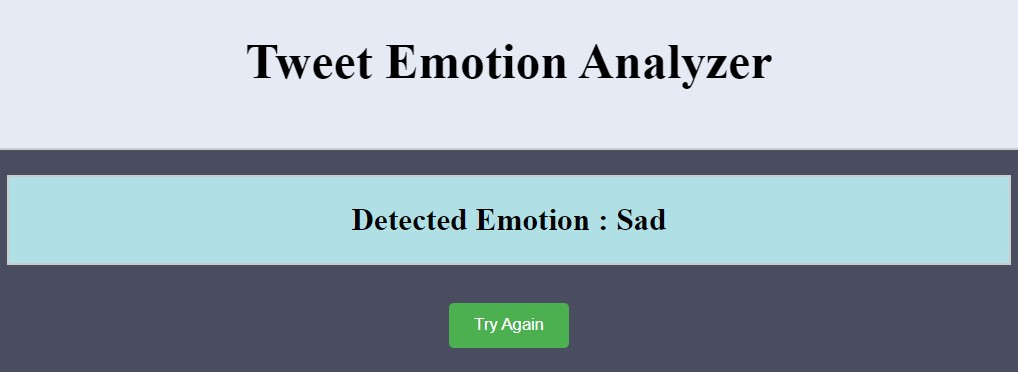 Tweet Emotion Analyzer
Detected Emotion : Sad
Try Again